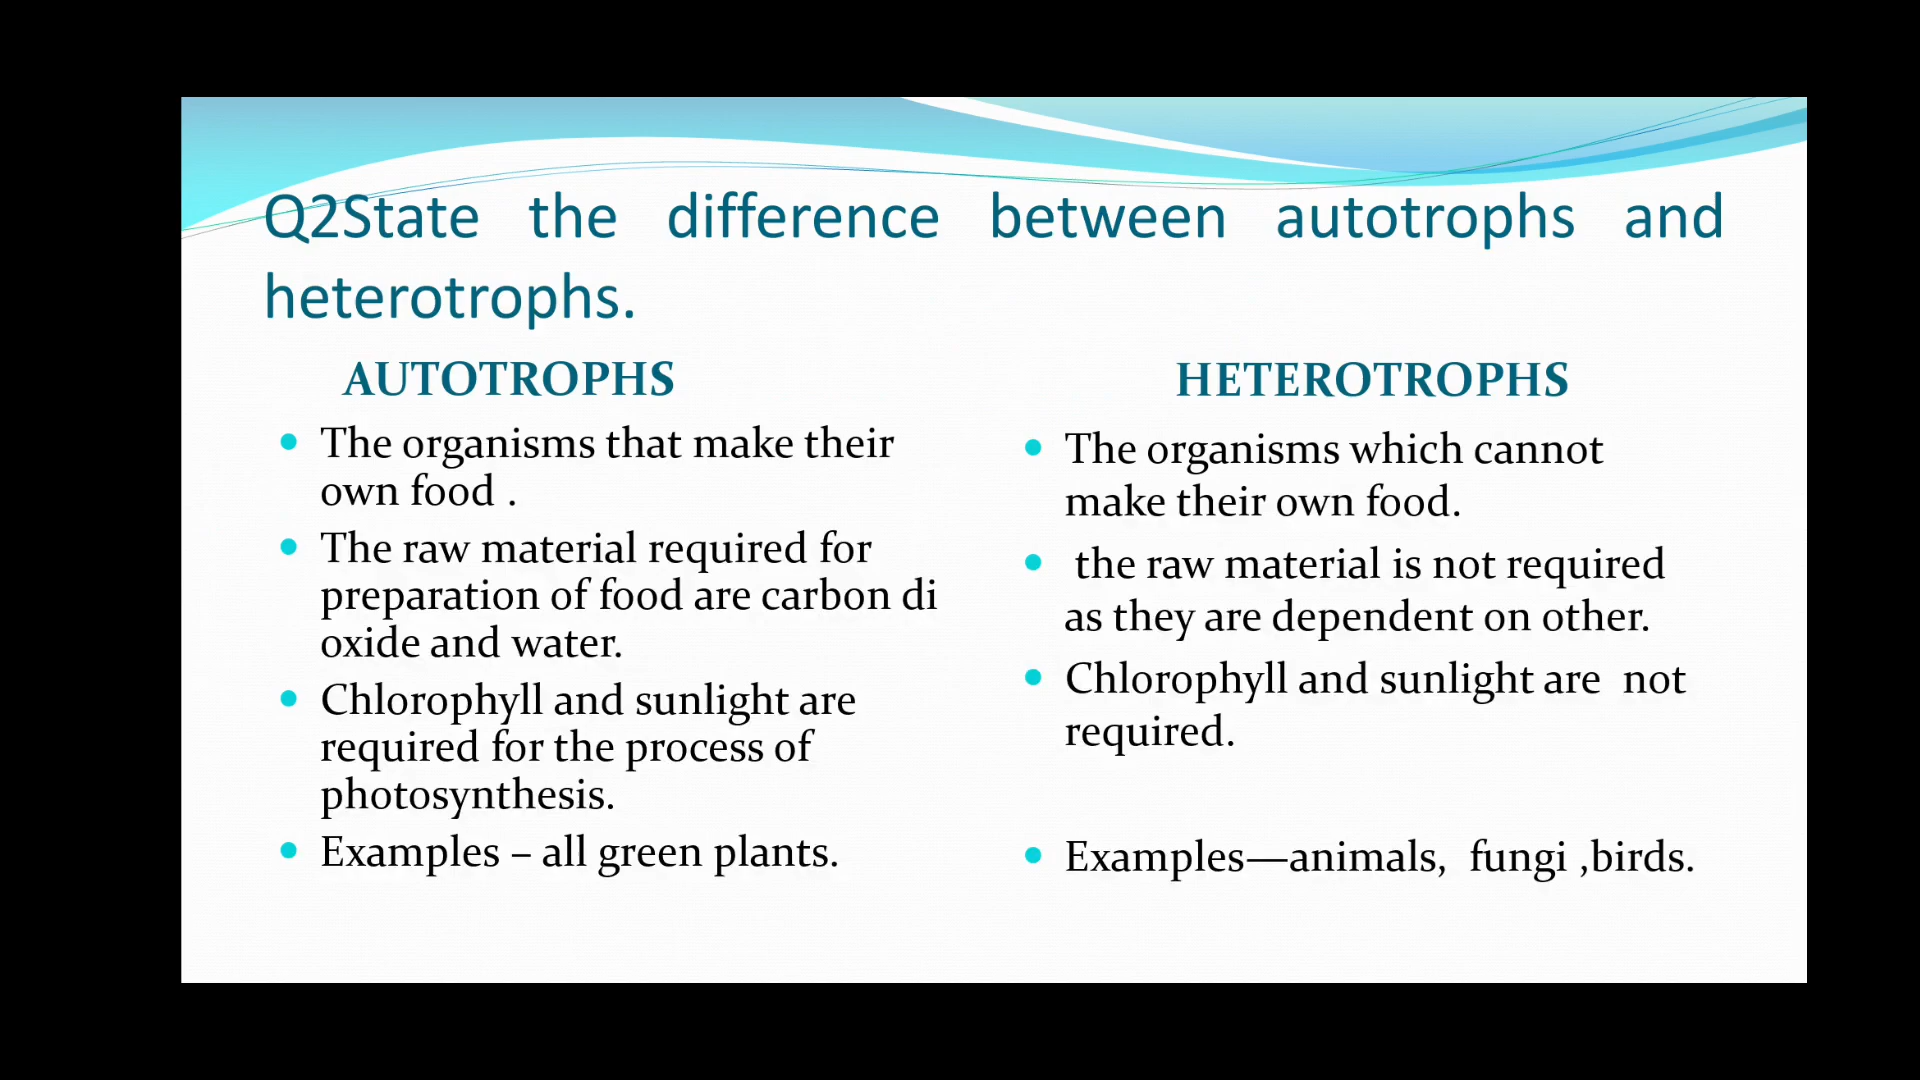 Q2State the difference between autotrophs and
heterotrophs.
AUTOTROPHS
The organisms that make their
own food .
The raw material required for
preparation of food are carbon di
oxide and water.
Chlorophyll and sunlight are
required for the process of
photosynthesis.
Examples – all green plants.
HETEROTROPHS
The organisms which cannot
make their own food.
the raw material is not required
as they are dependent on other.
Chlorophyll and sunlight are  not
required.
Examples—animals,  fungi ,birds.